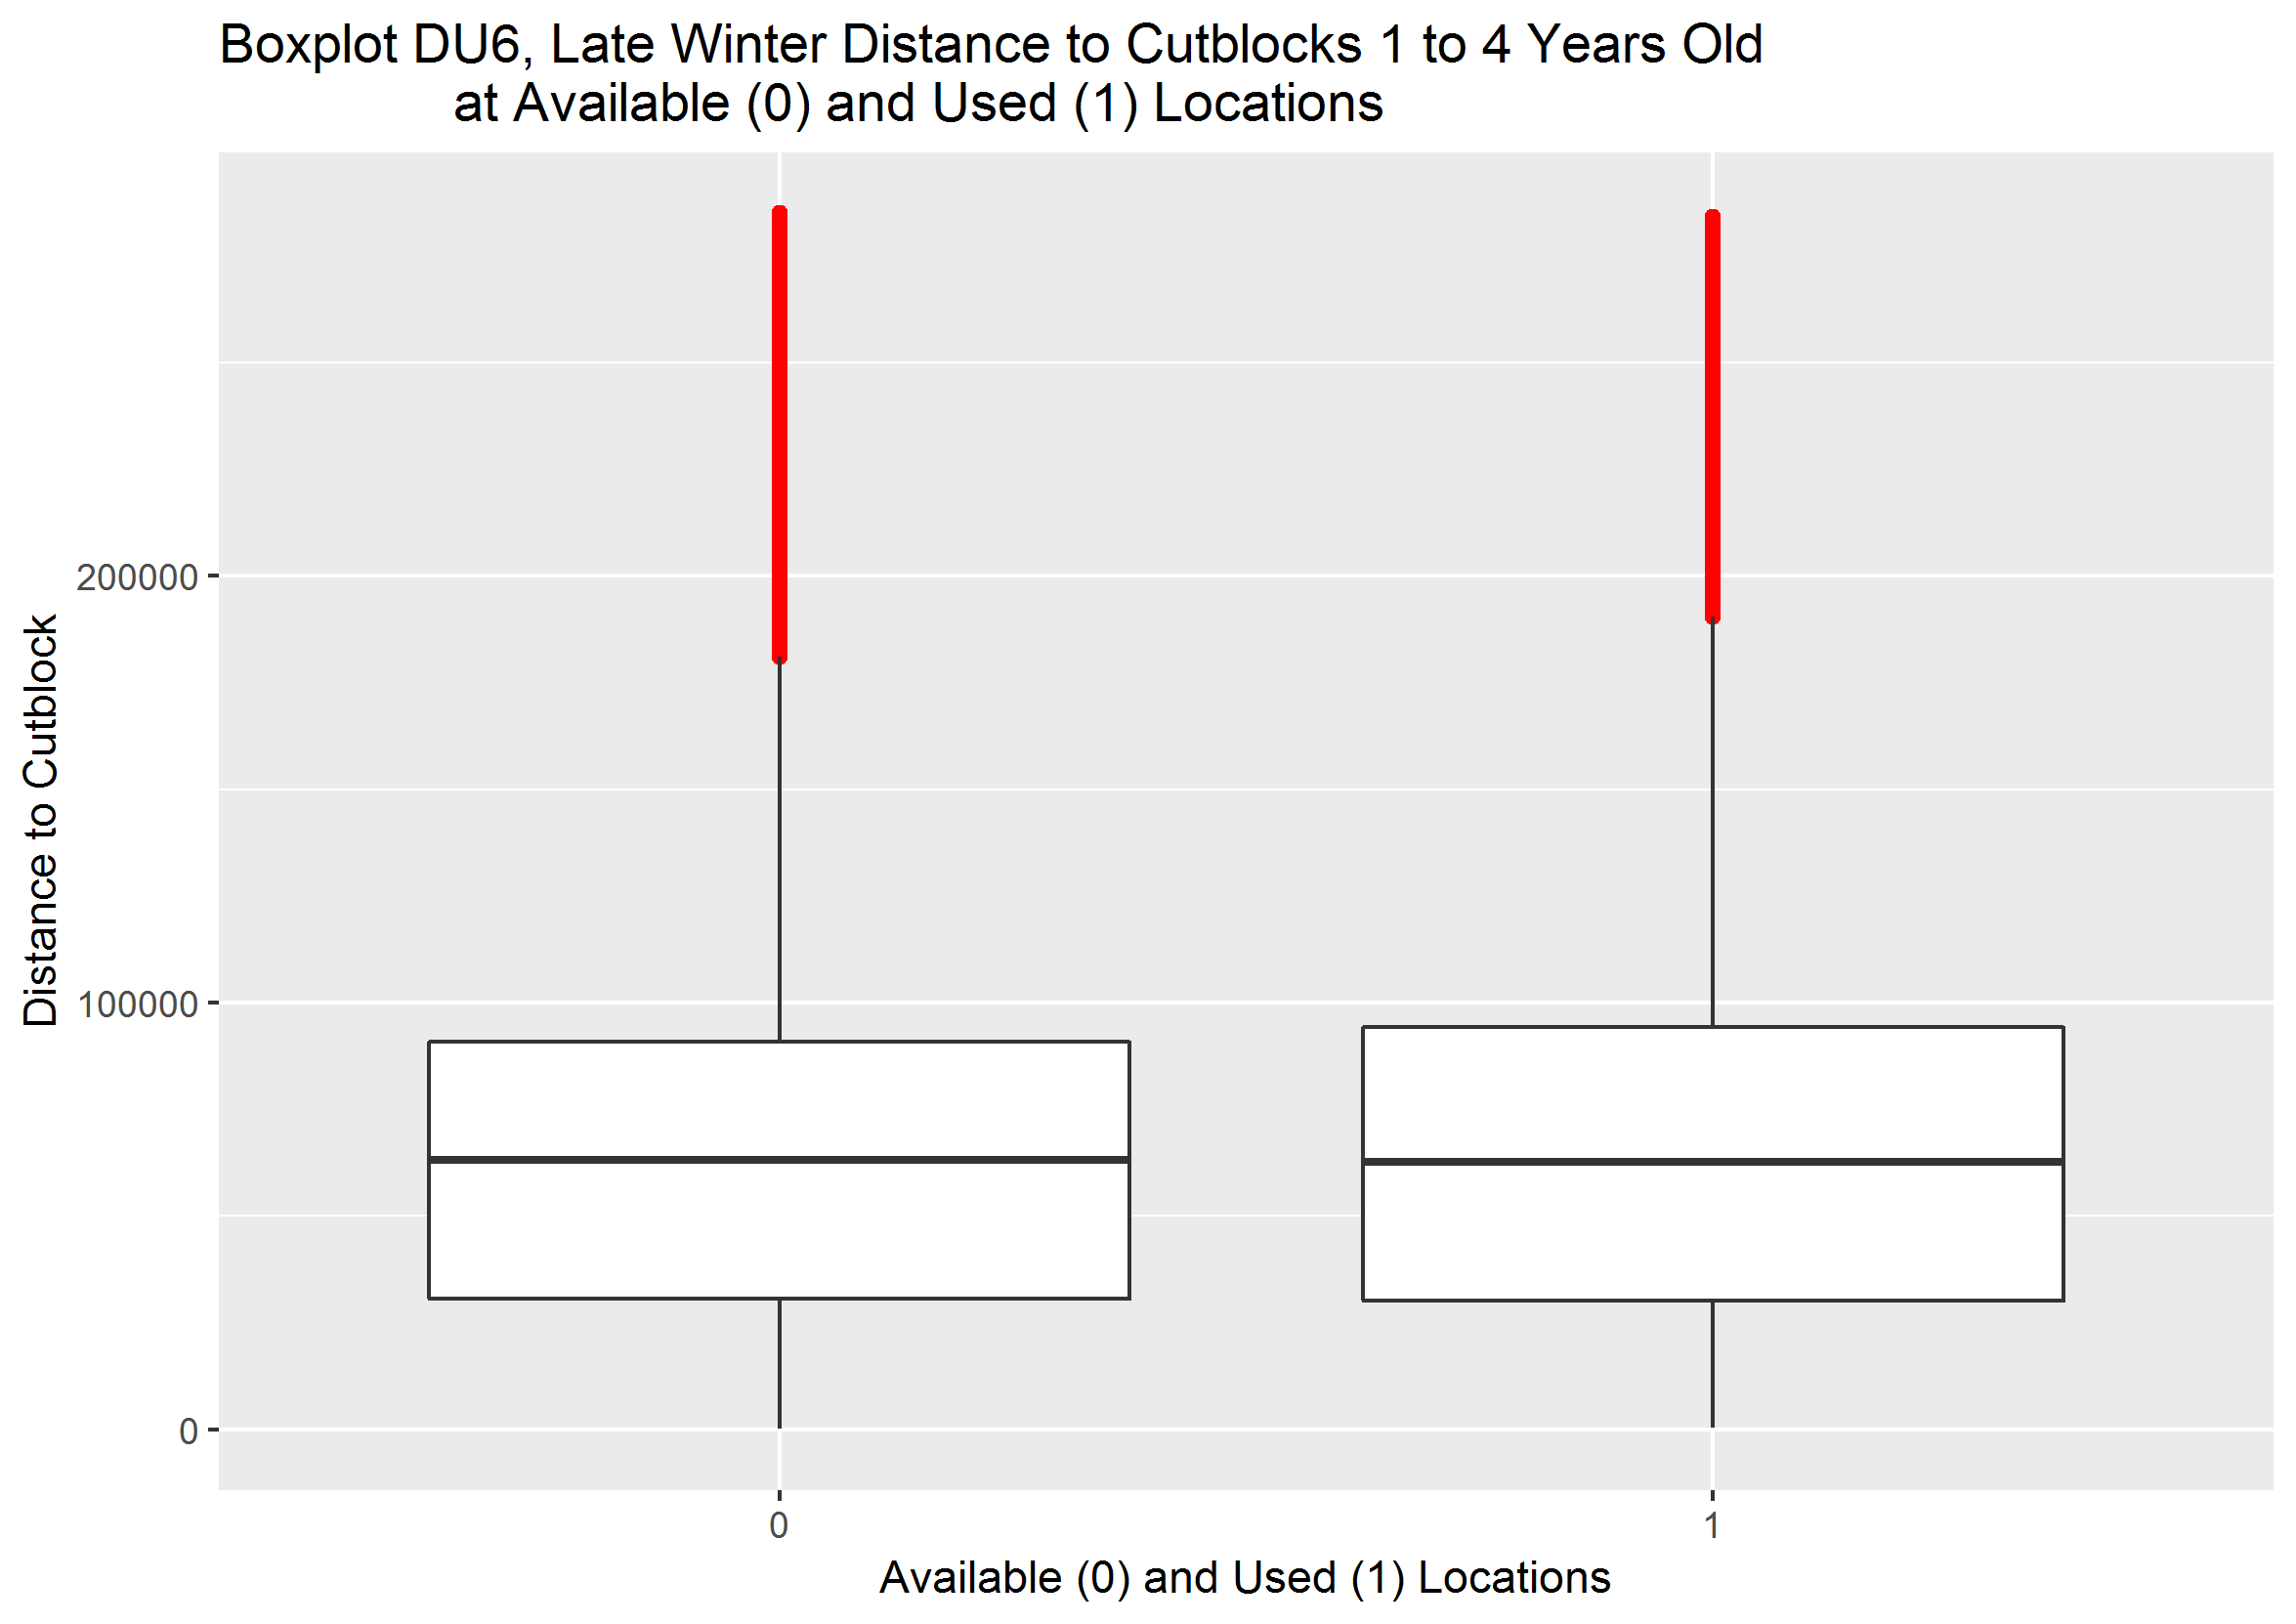 Boxplot DU6, Late Winter Distance to Cutblocks 1 to 4 Years Old
at Available (0) and Used (1) Locations
Distance to Cutblock
200000
100000
0
0
1
Available (0) and Used (1) Locations